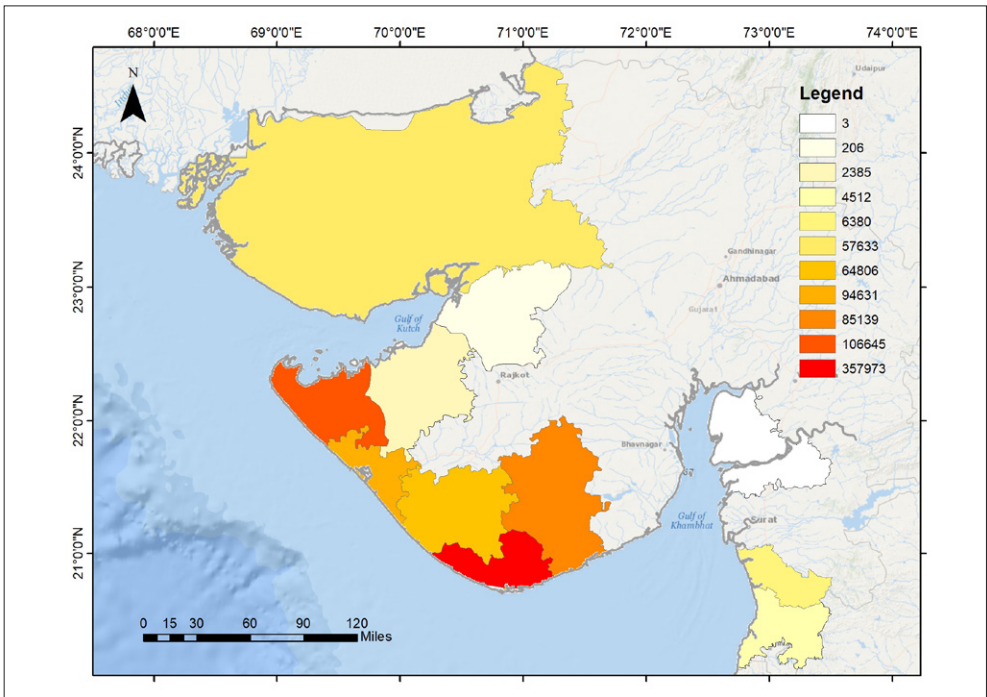 68°0'0"E 69°0'0"E 70°0'0"E 71°0'0"E 72°0'0"E 73°0'0"E 74°0'0"E
N
Udaipur
Legend
3
206
2385
4512
6380
57633
64806
94631
85139
106645
357973
24°0'0"N
23°0'0"N
22°0'0"N
21°0'0"N
Gandhinagar
Ahmadabad
Gujarat
Gulf of
Kutch
Rajkot
Bhavnagar
Gulf of
Khambhat
Surat
0 15 30 60 90 120
Miles